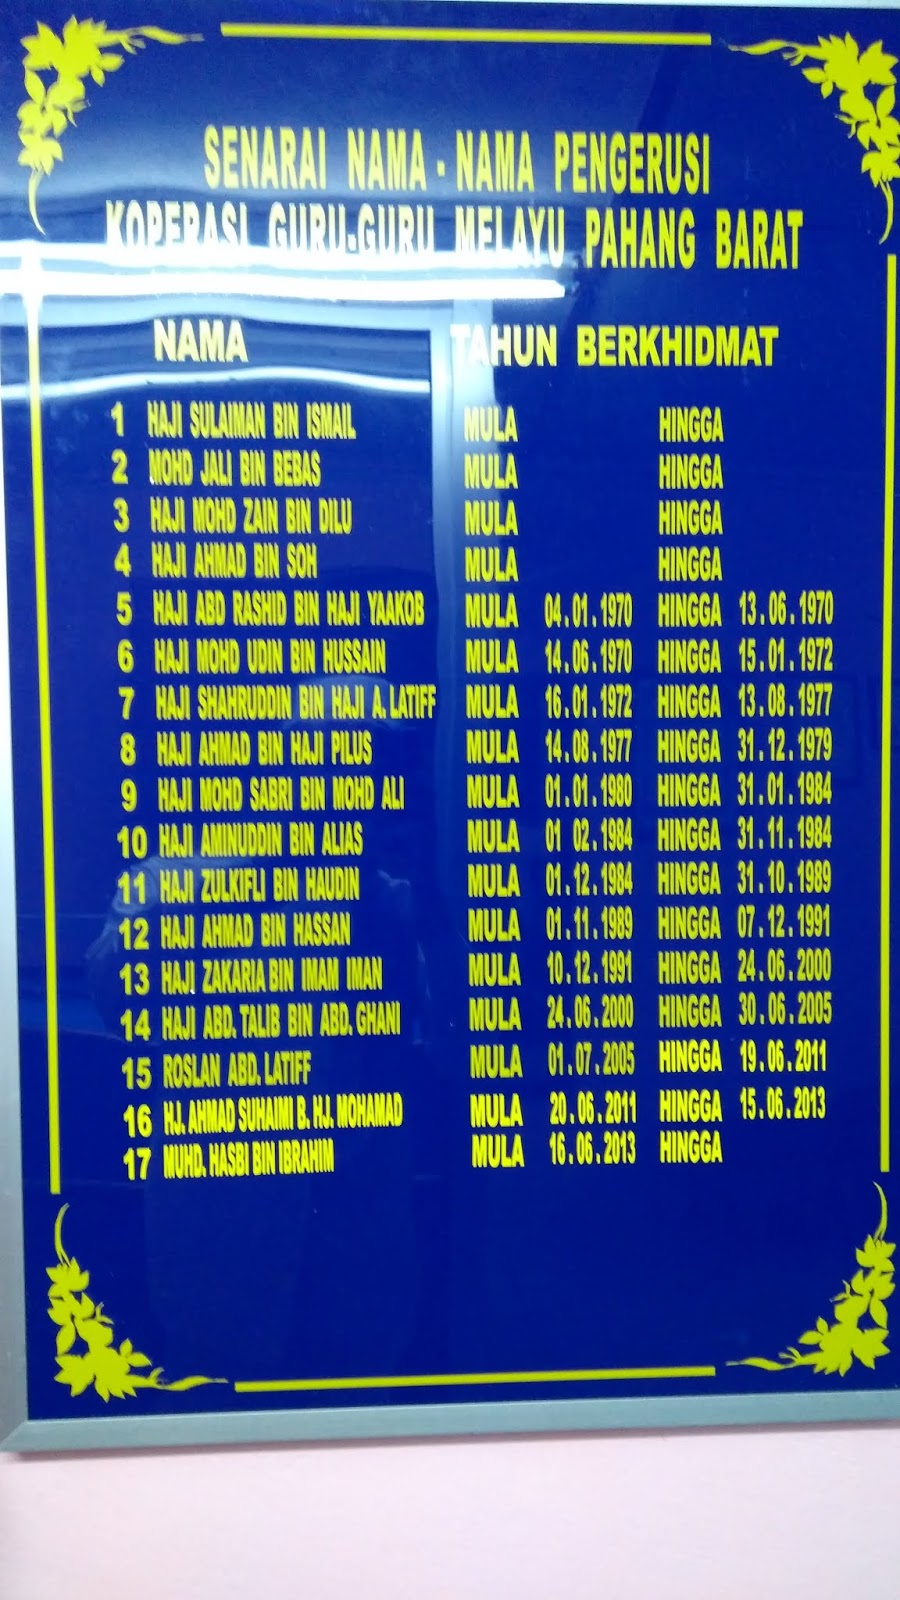 SENARAI NAMA - NAMA PENGERUSI
KOPERASI GURU-GURU MELAYU PAHANG BARAT
NAMA TAHUN BERKHIDMAT
1 HAJI SULAIMAN BIN ISMAIL MULA HINGGA
2 MOHD JALI BIN BEBAS MULA HINGGA
3 HAJI MOHD ZAIN BIN DILU MULA HINGGA
4 HAJI AHMAD BIN SOH MULA HINGGA
5 HAJI ABD RASHID BIN HAJI YAAKOB MULA 04.01.1970 HINGGA 13.06.1970
6 HAJI MOHD UDIN BIN HUSSAIN MULA 14.06.1970 HINGGA 15.01.1972
7 HAJI SHAHRUDDIN BIN HAJI A. LATIFF MULA 16.01.1972 HINGGA 13.08.1977
8 HAJI AHMAD BIN HAJI PILUS MULA 14.08.1977 HINGGA 31.12.1979
9 HAJI MOHD SABRI BIN MOHD ALI MULA 01.01.1980 HINGGA 31.01.1984
10 HAJI AMINUDDIN BIN ALIAS MULA 01 02.1984 HINGGA 31.11.1984
11 HAJI ZULKIFLI BIN HAUDIN MULA 01.12.1984 HINGGA 31.10.1989
12 HAJI AHMAD BIN HASSAN MULA 01.11.1989 HINGGA 07.12.1991
13 HAJI ZAKARIA BIN IMAM IMAN MULA 10.12.1991 HINGGA 24.06.2000
14 HAJI ABD. TALIB BIN ABD. GHANI MULA 24.06.2000 HINGGA 30.06.2005
15 ROSLAN ABD. LATIFF MULA 01.07.2005 HINGGA 19.06.2011
16 HJ. AHMAD SUHAIMI B. HJ. MOHAMAD MULA 20.06.2011 HINGGA 15.06.2013
17 MUHD. HASBI BIN IBRAHIM MULA 16.06.2013 HINGGA